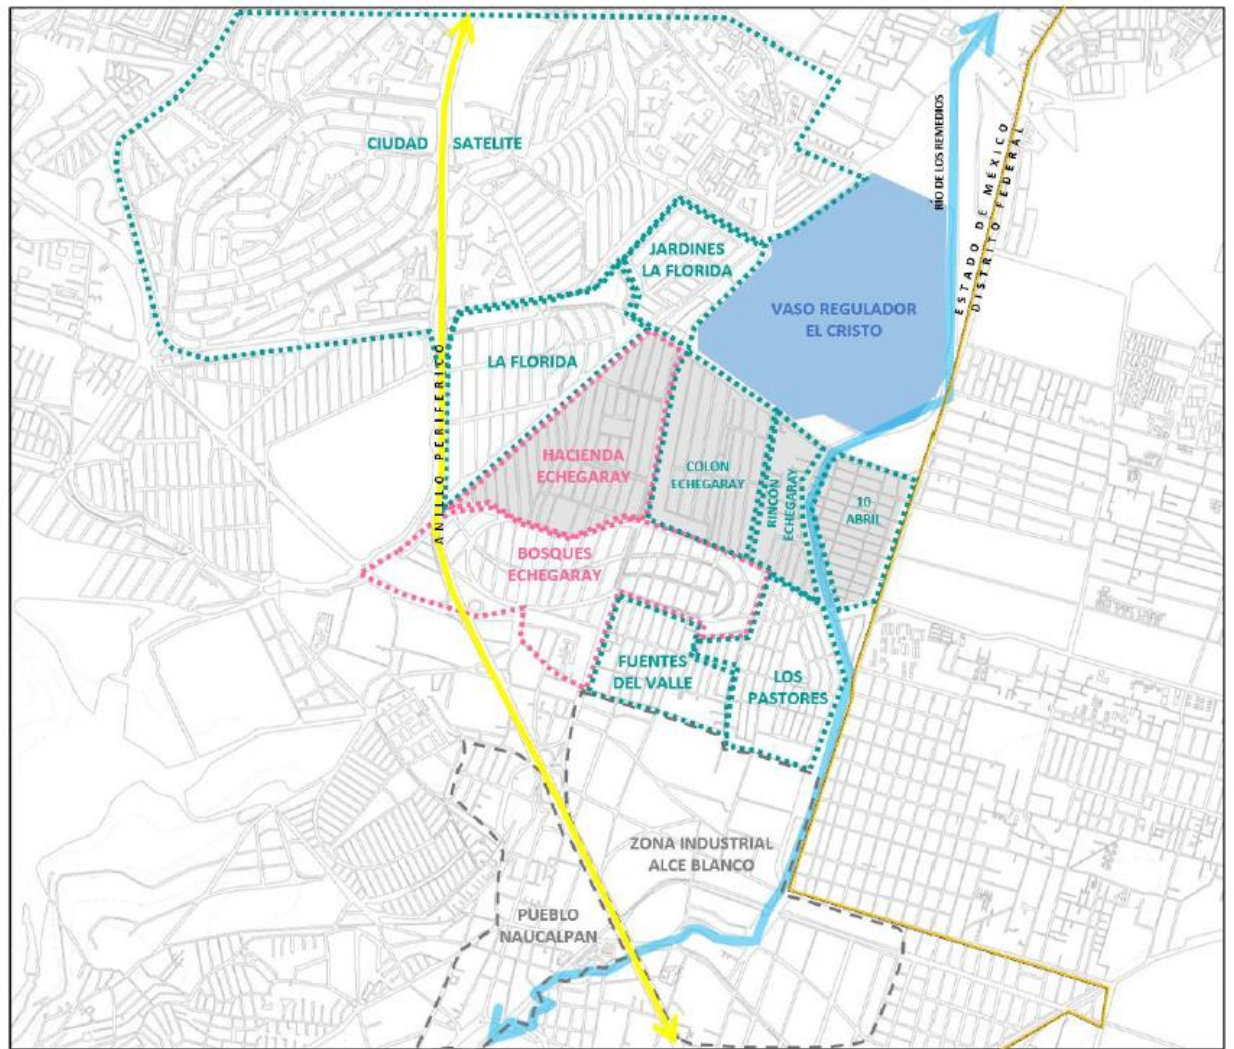 CIUDAD SATELITE
RÍO DE LOS REMEDIOS
ESTADO DE MÉXICO
DISTRITO FEDERAL
JARDINES
LA FLORIDA
VASO REGULADOR
EL CRISTO
LA FLORIDA
ANILLO PERIFERICO
HACIENDA
ECHEGARAY
COLON
ECHEGARAY
RINCON
ECHEGARAY
10
ABRIL
BOSQUES
ECHEGARAY
FUENTES
DEL VALLE
LOS
PASTORES
ZONA INDUSTRIAL
ALCE BLANCO
PUEBLO
NAUCALPAN